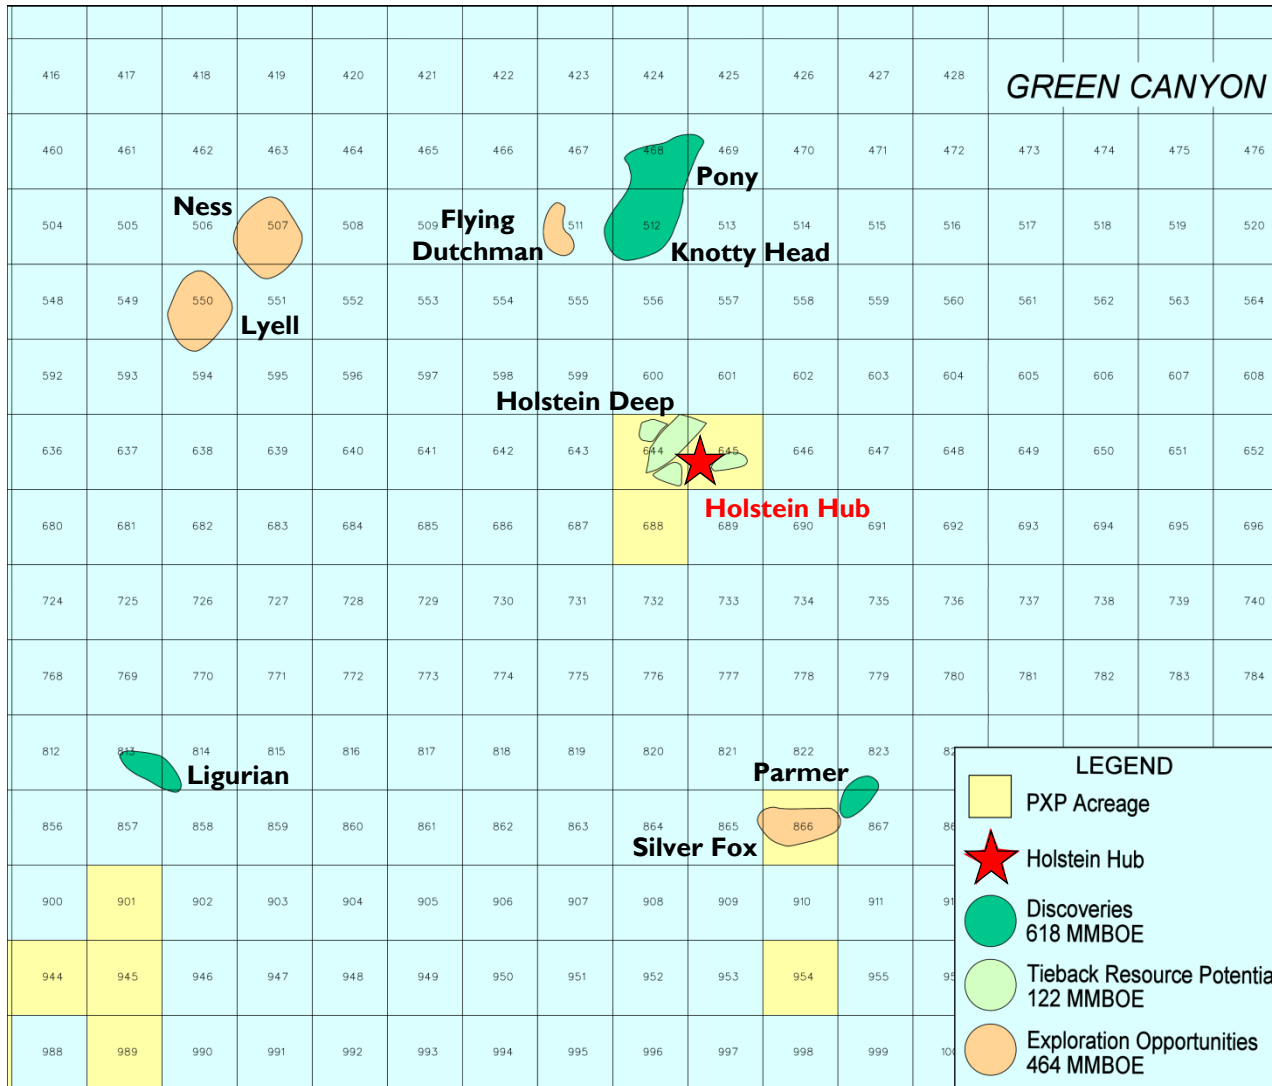 416 417 418 419 420 421 422 423 424 425 426 427 428
GREEN CANYON
460 461 462 463 464 465 466 467 468 469 470 471 472 473 474 475 476
Pony
Ness
504 505 506 507 508 509 511 512 513 514 515 516 517 518 519 520
Flying
Dutchman
Knotty Head
548 549 550 551 552 553 554 555 556 557 558 559 560 561 562 563 564
Lyell
592 593 594 595 596 597 598 599 600 601 602 603 604 605 606 607 608
Holstein Deep
636 637 638 639 640 641 642 643 644 645 646 647 648 649 650 651 652
Holstein Hub
680 681 682 683 684 685 686 687 688 689 690 691 692 693 694 695 696
724 725 726 727 728 729 730 731 732 733 734 735 736 737 738 739 740
768 769 770 771 772 773 774 775 776 777 778 779 780 781 782 783 784
812 813 814 815 816 817 818 819 820 821 822 823
Ligurian
Parmer
856 857 858 859 860 861 862 863 864 865 866 867
Silver Fox
900 901 902 903 904 905 906 907 908 909 910 911
944 945 946 947 948 949 950 951 952 953 954 955
988 989 990 991 992 993 994 995 996 997 998 999
LEGEND
PXP Acreage
Holstein Hub
Discoveries
618 MMBOE
Tieback Resource Potentia
122 MMBOE
Exploration Opportunities
464 MMBOE